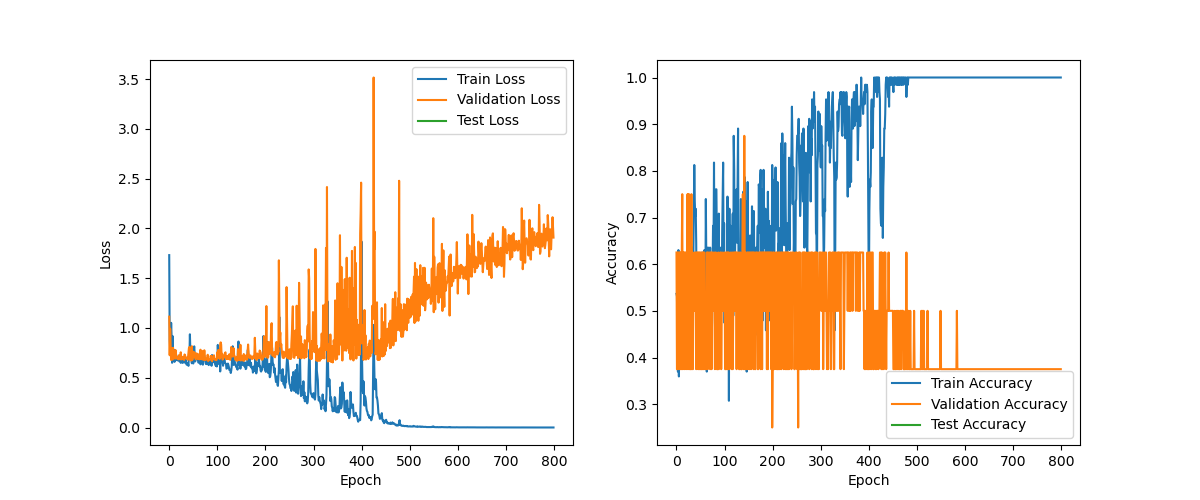 3.5
3.0
2.5
2.0
1.5
1.0
0.5
0.0
Loss
0 100 200 300 400 500 600 700 800
Epoch
Train Loss
Validation Loss
Test Loss
1.0
0.9
0.8
0.7
0.6
0.5
0.4
0.3
Accuracy
0 100 200 300 400 500 600 700 800
Epoch
Train Accuracy
Validation Accuracy
Test Accuracy